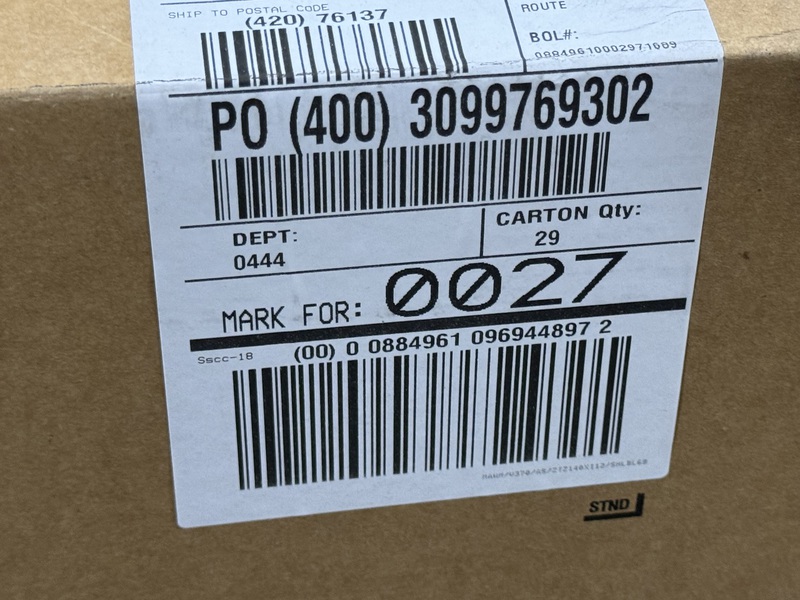 SHIP TO POSTAL CODE
(420) 76137
ROUTE
BOL#:
PO (400) 3099769302
DEPT:
0444
CARTON Qty:
29
MARK FOR: 0027
Sscc-18 (00) 0 0884961 096944897 2
STND